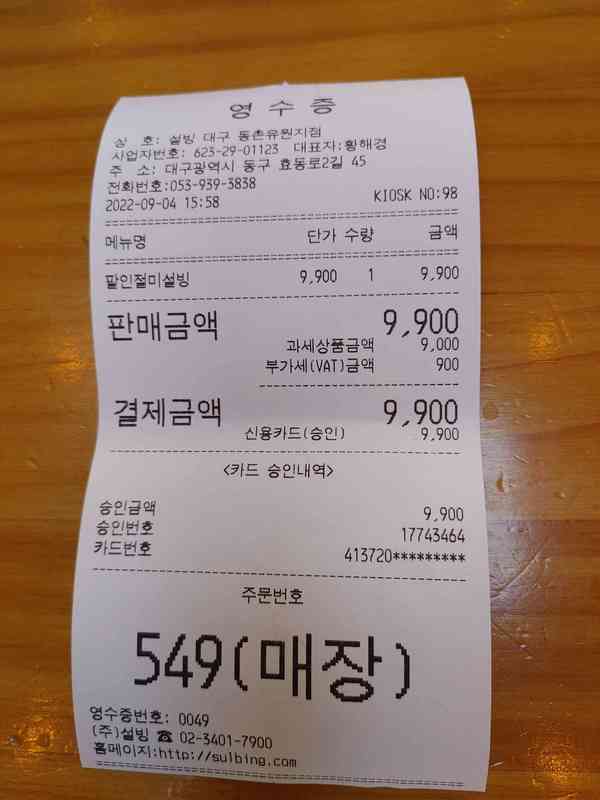 영 수 증
상 호: 설빙 대구 동촌유원지점
사업자번호: 623-29-01123 대표자:황해경
주 소: 대구광역시 동구 효동로2길 45
전화번호:053-939-3838
2022-09-04 15:58 KIOSK NO:98
메뉴명 단가 수량 금액
팥인절미설빙 9,900 1 9,900
판매금액 9,900
과세상품금액 9,000
부가세(VAT)금액 900
결제금액 9,900
신용카드(승인) 9,900
<카드 승인내역>
승인금액 9,900
승인번호 17743464
카드번호 413720*********
주문번호
549(매장)
영수증번호: 0049
(주)설빙 ☎ 02-3401-7900
홈페이지:http://sulbing.com